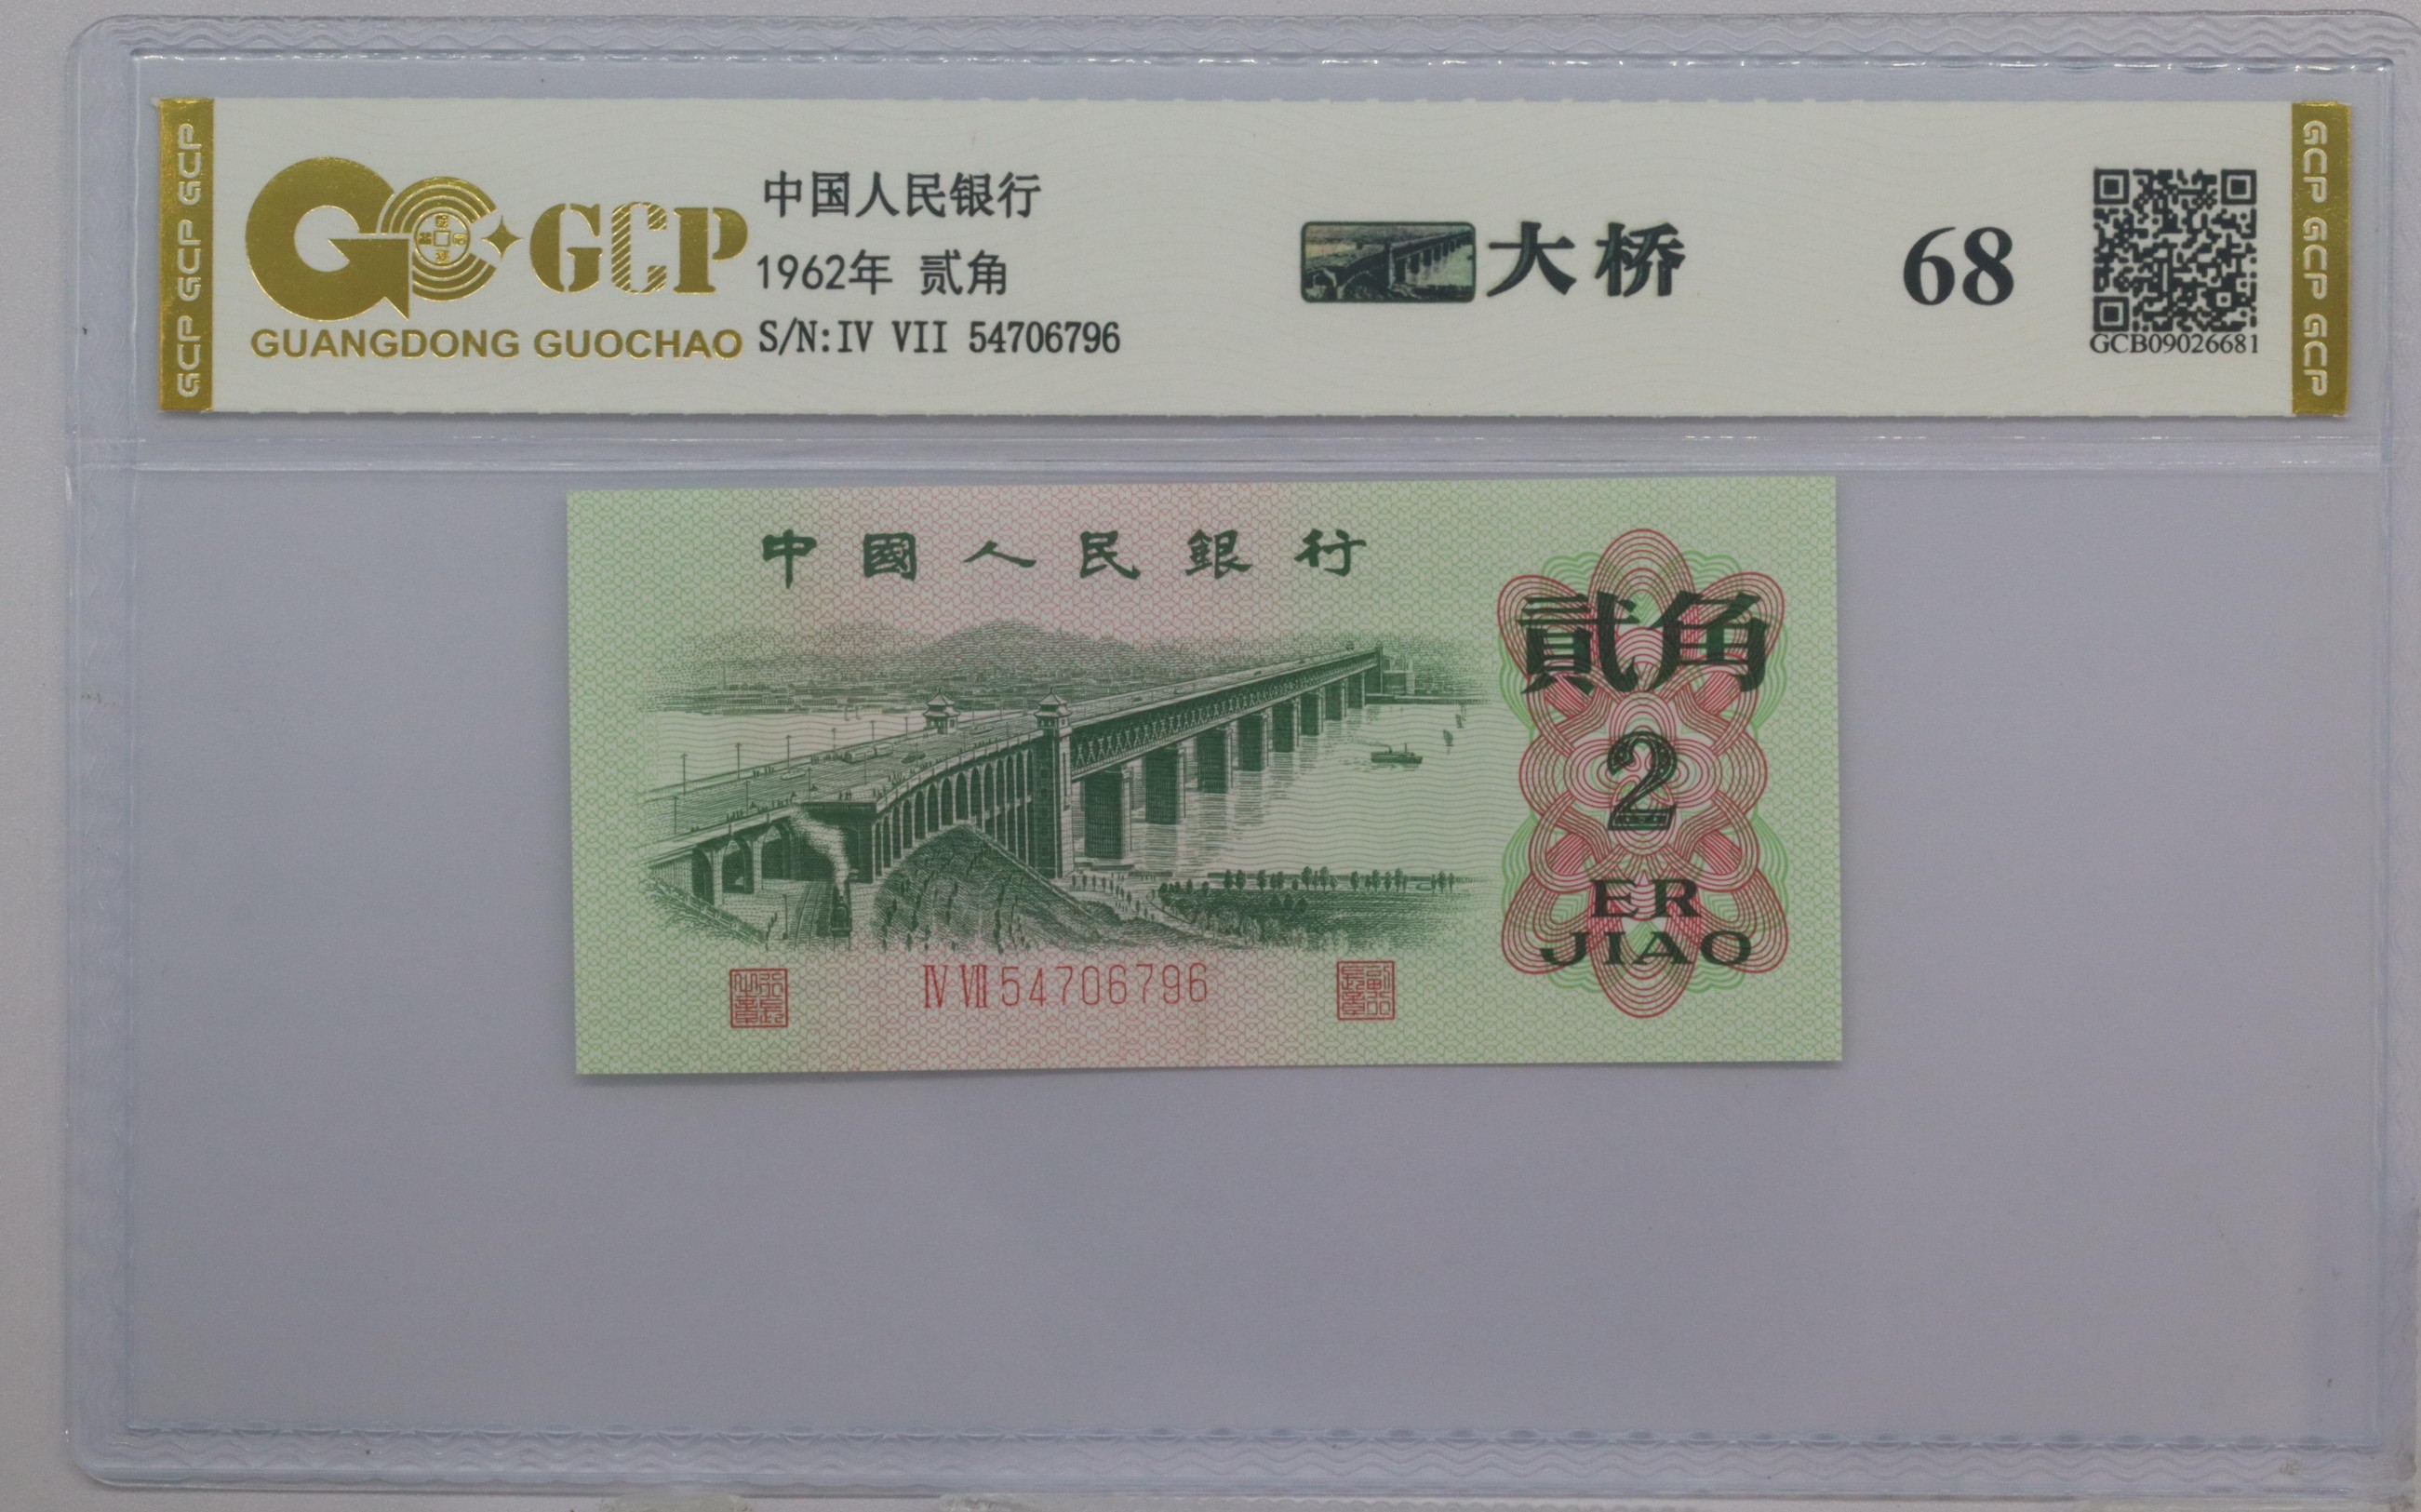 GCP GCP GCP
GCP
GUANGDONG GUOCHAO
中国人民银行
1962年 贰角
S/N:IV VII 54706796
大桥
68
GCB09026681
GCP GCP GCP
中國人民銀行
貳角
2
ER
JIAO
IV VII 54706796